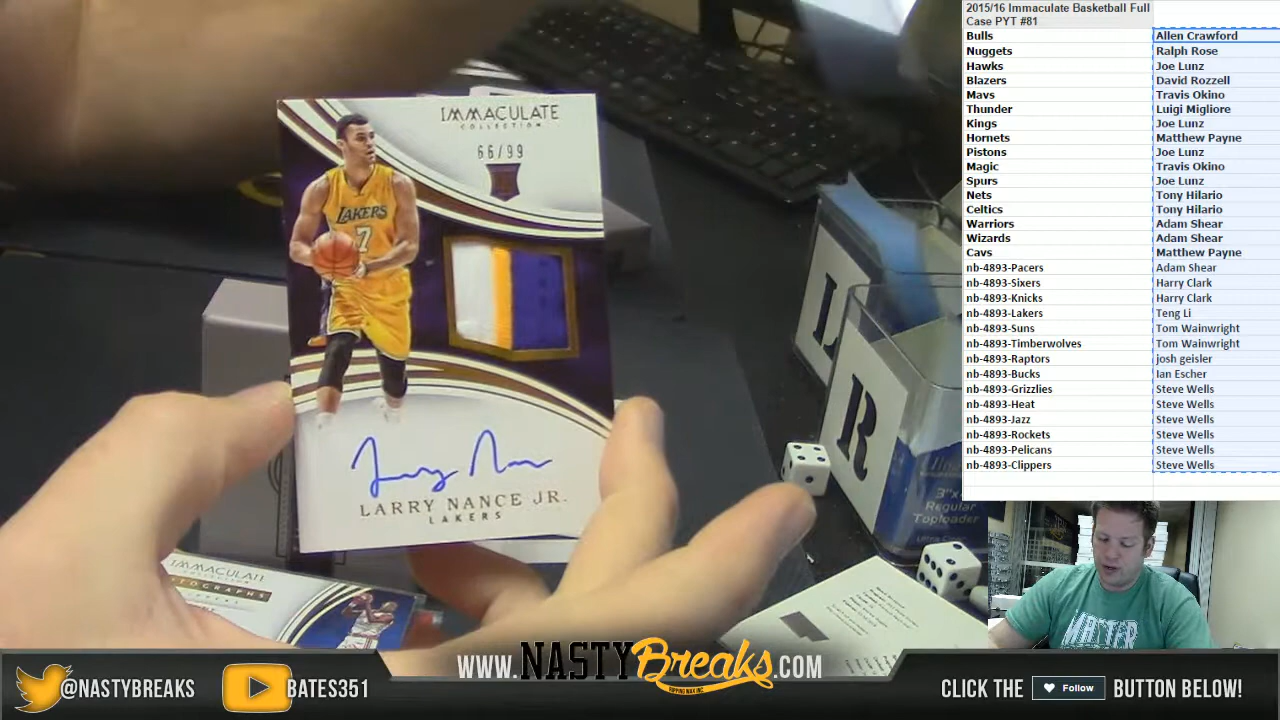 2015/16 Immaculate Basketball Full
Case PYT #81
Bulls Allen Crawford
Nuggets Ralph Rose
Hawks Joe Lunz
Blazers David Rozzell
Mavs Travis Okino
Thunder Luigi Migliore
Kings Joe Lunz
Hornets Matthew Payne
Pistons Joe Lunz
Magic Travis Okino
Spurs Joe Lunz
Nets Tony Hilario
Celtics Tony Hilario
Warriors Adam Shear
Wizards Adam Shear
Cavs Matthew Payne
nb-4893-Pacers Adam Shear
nb-4893-Sixers Harry Clark
nb-4893-Knicks Harry Clark
nb-4893-Lakers Teng Li
nb-4893-Suns Tom Wainwright
nb-4893-Timberwolves Tom Wainwright
nb-4893-Raptors josh geisler
nb-4893-Bucks Ian Escher
nb-4893-Grizzlies Steve Wells
nb-4893-Heat Steve Wells
nb-4893-Jazz Steve Wells
nb-4893-Rockets Steve Wells
nb-4893-Pelicans Steve Wells
nb-4893-Clippers Steve Wells
IMMACULATE
COLLECTION
66/99
LAKERS
7
LARRY NANCE JR.
LAKERS
L
R
3"x
Regular
Toploader
IMMACULATE
COLLECTION
@NASTYBREAKS
BATES351
WWW.NASTYBreaks.COM
CLICK THE Follow BUTTON BELOW!